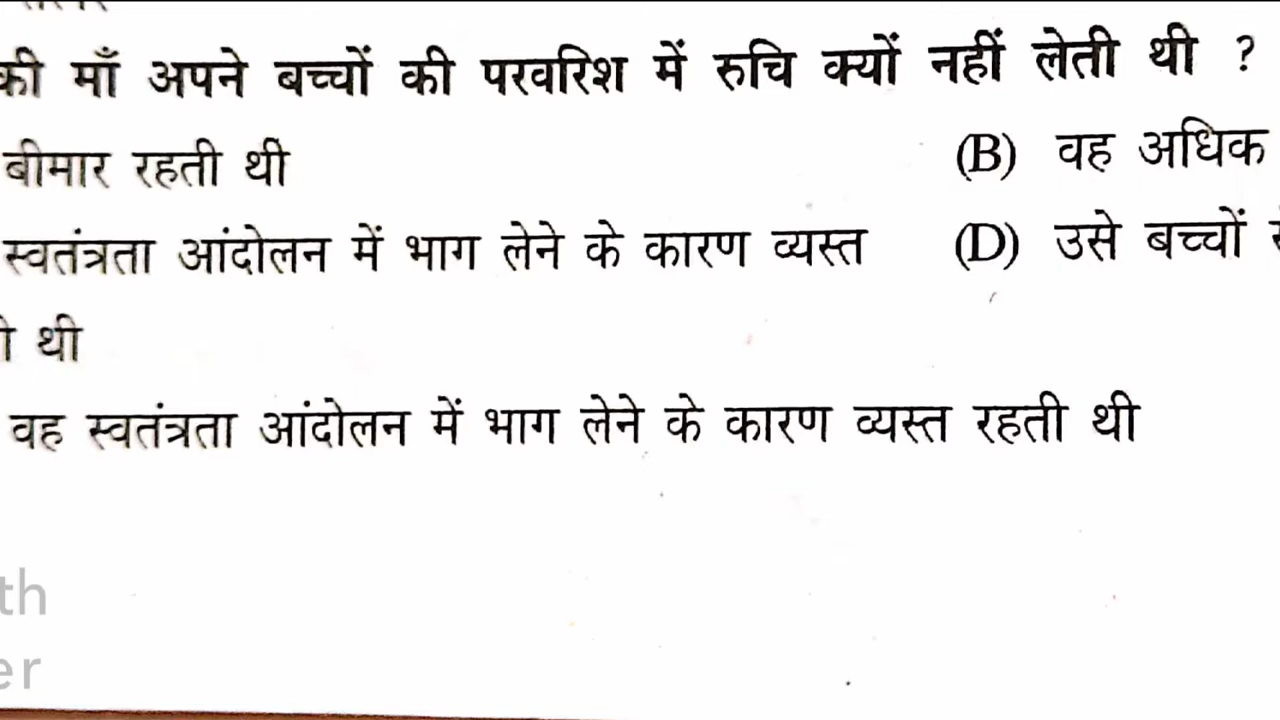 की माँ अपने बच्चों की परवरिश में रुचि क्यों नहीं लेती थी ?
बीमार रहती थी (B) वह अधिक
स्वतंत्रता आंदोलन में भाग लेने के कारण व्यस्त (D) उसे बच्चों
थी
वह स्वतंत्रता आंदोलन में भाग लेने के कारण व्यस्त रहती थी
th
er